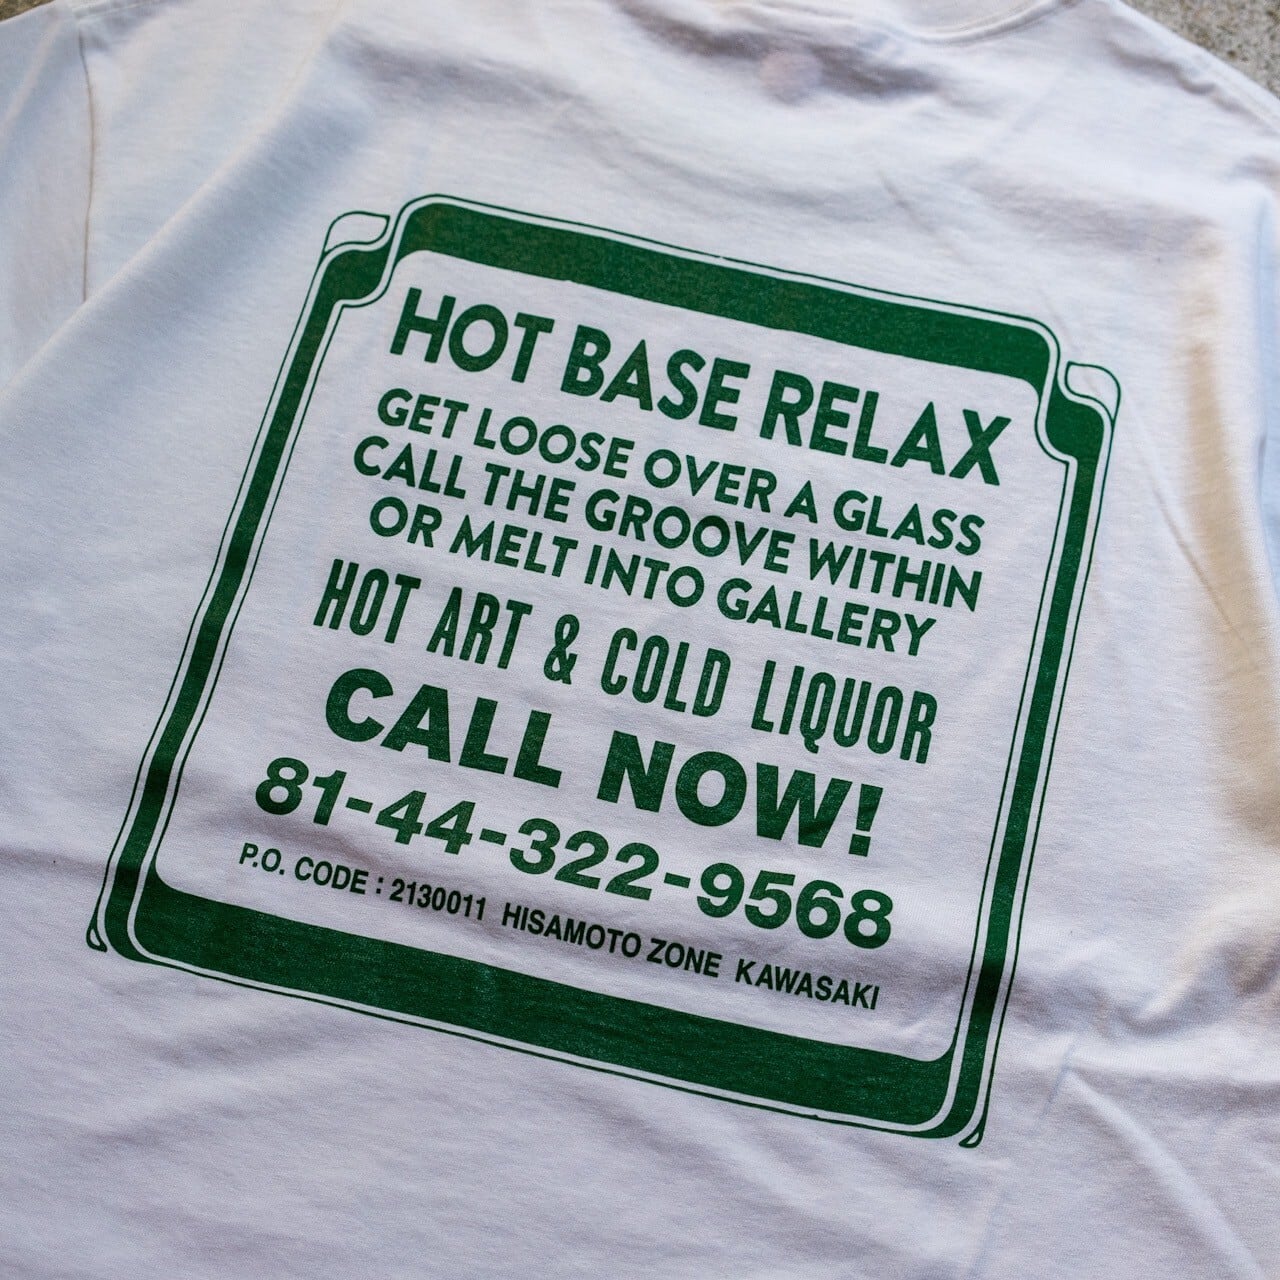 HOT BASE RELAX
GET LOOSE OVER A GLASS
CALL THE GROOVE WITHIN
OR MELT INTO GALLERY
HOT ART & COLD LIQUOR
CALL NOW!
81-44-322-9568
P.O. CODE : 2130011 HISAMOTO ZONE KAWASAKI